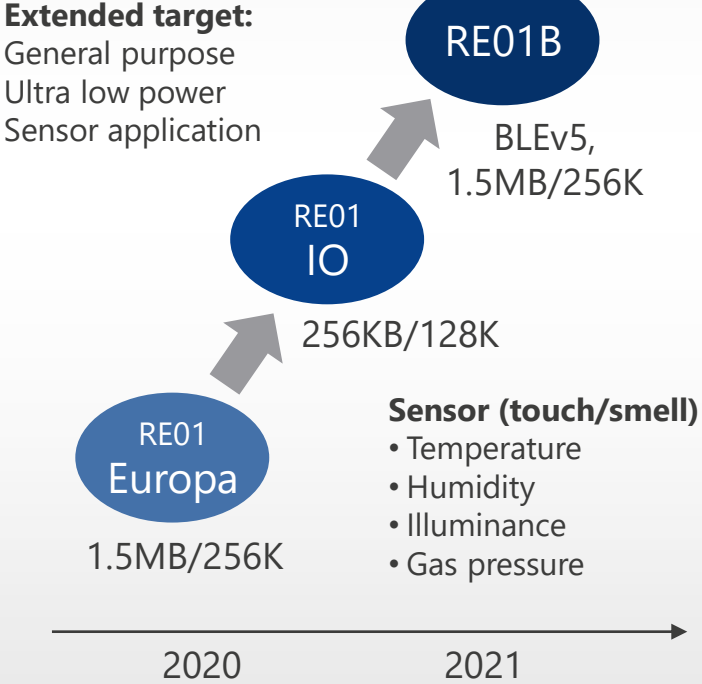 Extended target:
General purpose
Ultra low power
Sensor application
RE01B
BLEv5,
1.5MB/256K
RE01
IO
256KB/128K
RE01
Europa
1.5MB/256K
Sensor (touch/smell)
• Temperature
• Humidity
• Illuminance
• Gas pressure
2020
2021